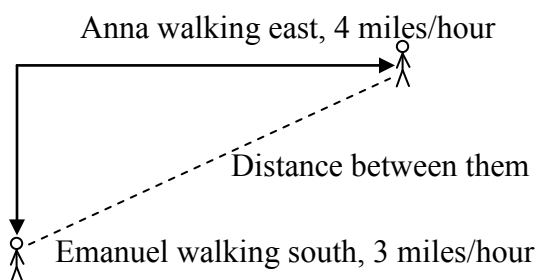 Anna walking east, 4 miles/hour
Distance between them
Emanuel walking south, 3 miles/hour